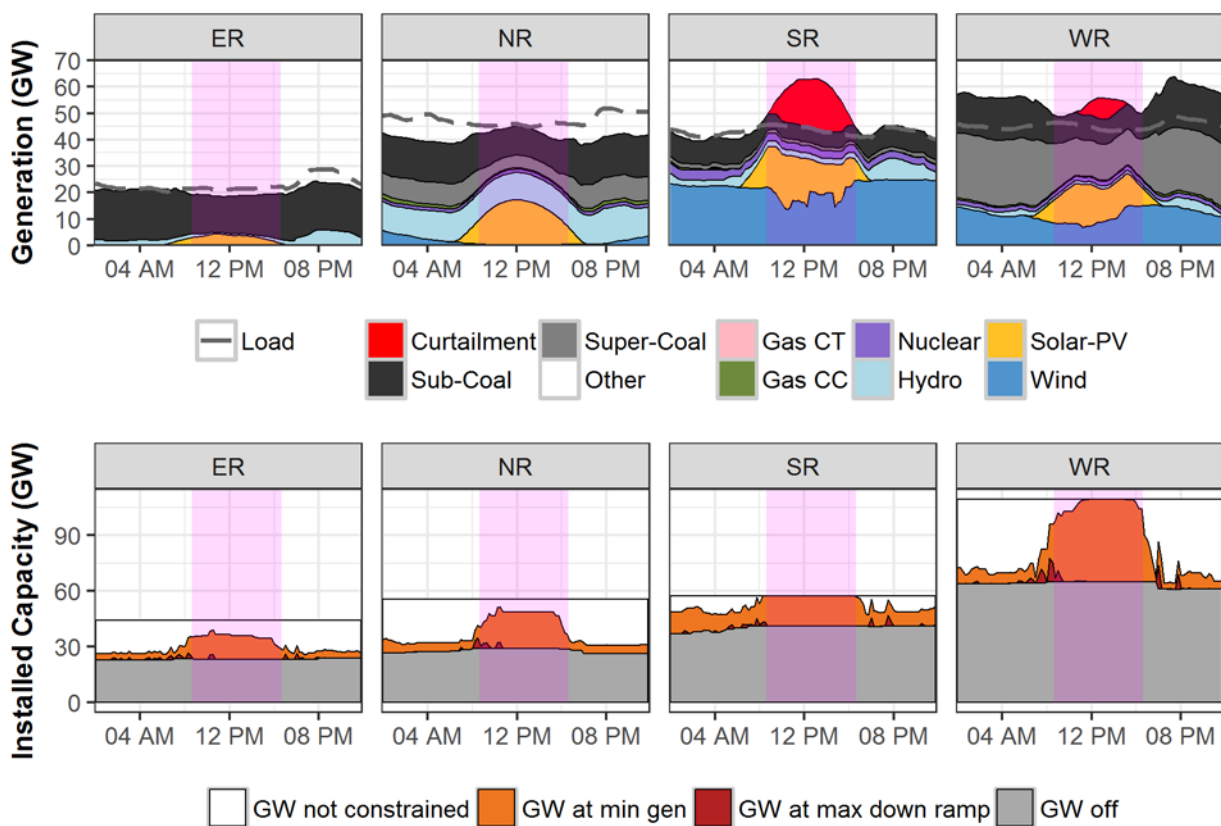 ER NR SR WR
Generation (GW)
70
60
50
40
30
20
10
0
04 AM 12 PM 08 PM 04 AM 12 PM 08 PM 04 AM 12 PM 08 PM 04 AM 12 PM 08 PM
Load Curtailment Super-Coal Gas CT Nuclear Solar-PV
Sub-Coal Other Gas CC Hydro Wind
ER NR SR WR
Installed Capacity (GW)
90
60
30
0
04 AM 12 PM 08 PM 04 AM 12 PM 08 PM 04 AM 12 PM 08 PM 04 AM 12 PM 08 PM
GW not constrained GW at min gen GW at max down ramp GW off